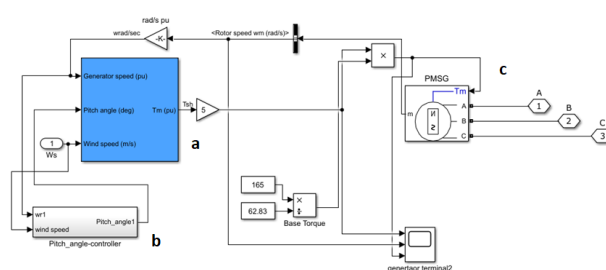 rad/s pu
wrad/sec
-K-
<Rotor speed wm (rad/s)>
Generator speed (pu)
Pitch angle (deg)
Tm (pu)
Wind speed (m/s)
Tsh
5
a
1
Ws
wr1
Pitch_angle1
wind speed
Pitch_angle-controller
b
×
c
PMSG
Tm
m
A
B
C
A
1
B
2
C
3
165
62.83
×
÷
Base Torque
genertaor terminal2